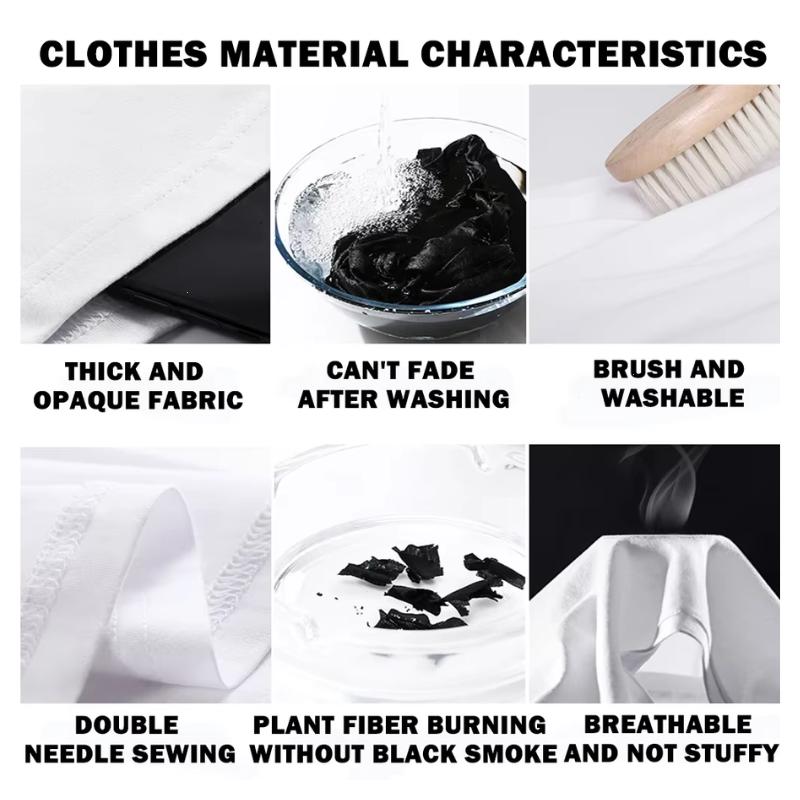 CLOTHES MATERIAL CHARACTERISTICS
THICK AND
OPAQUE FABRIC
CAN'T FADE
AFTER WASHING
BRUSH AND
WASHABLE
DOUBLE
NEEDLE SEWING
PLANT FIBER BURNING
WITHOUT BLACK SMOKE
BREATHABLE
AND NOT STUFFY